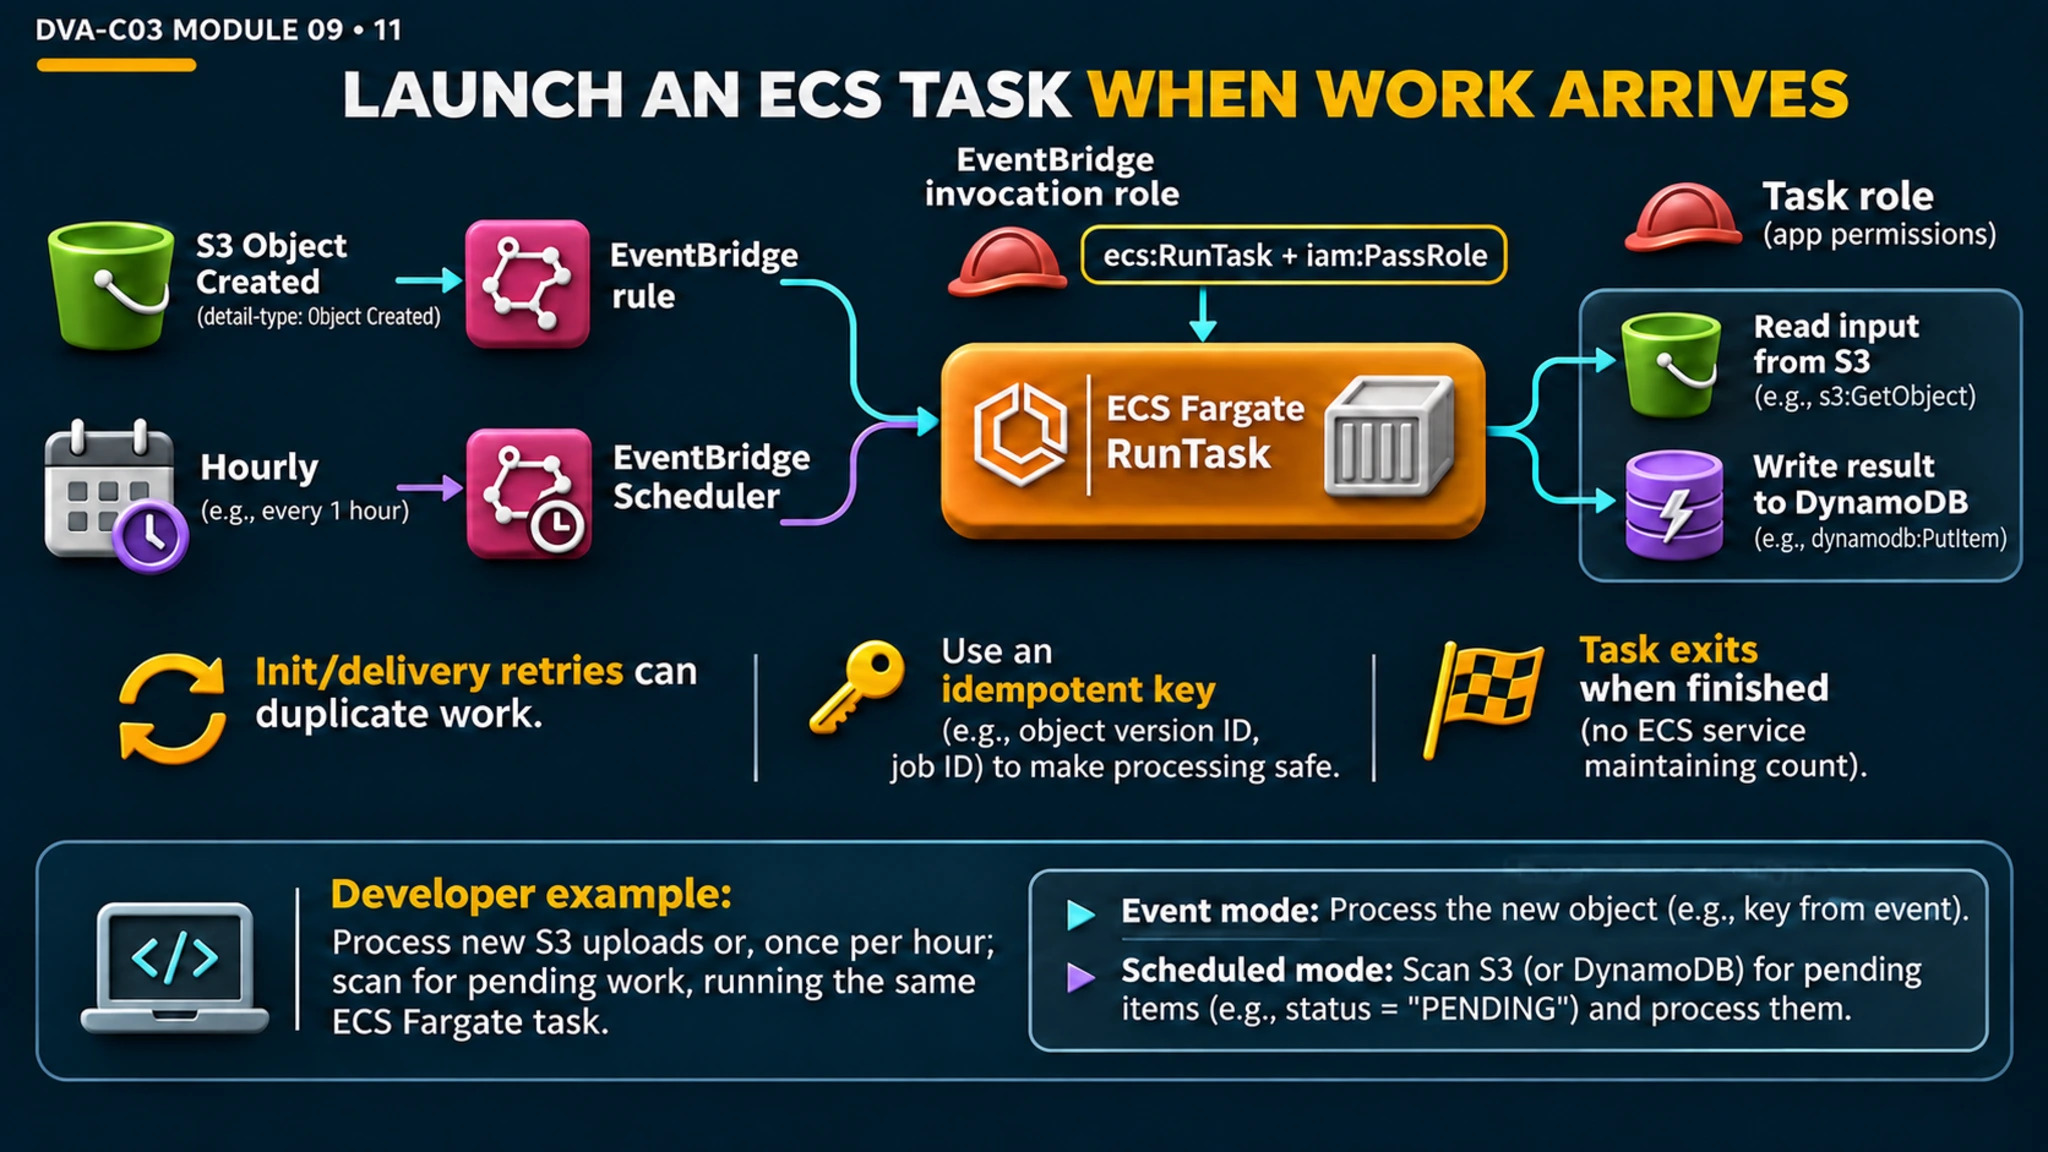 DVA-C03 MODULE 09 • 11
LAUNCH AN ECS TASK WHEN WORK ARRIVES
S3 Object
Created
(detail-type: Object Created)
EventBridge
rule
Hourly
(e.g., every 1 hour)
EventBridge
Scheduler
EventBridge
invocation role
ecs:RunTask + iam:PassRole
ECS Fargate
RunTask
Task role
(app permissions)
Read input
from S3
(e.g., s3:GetObject)
Write result
to DynamoDB
(e.g., dynamodb:PutItem)
Init/delivery retries can
duplicate work.
Use an
idempotent key
(e.g., object version ID,
job ID) to make processing safe.
Task exits
when finished
(no ECS service
maintaining count).
Developer example:
Process new S3 uploads or, once per hour;
scan for pending work, running the same
ECS Fargate task.
Event mode: Process the new object (e.g., key from event).
Scheduled mode: Scan S3 (or DynamoDB) for pending
items (e.g., status = "PENDING") and process them.